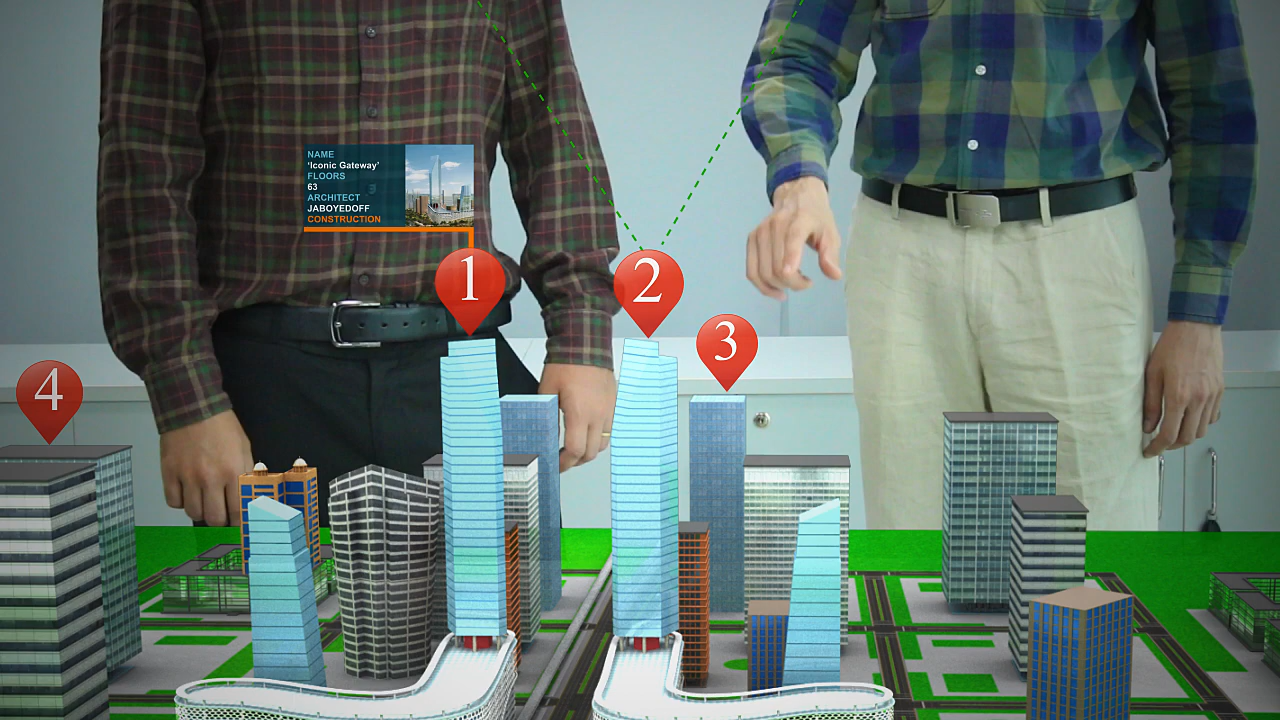 NAME
'Iconic Gateway'
FLOORS
63
ARCHITECT
JABOYEDOFF
CONSTRUCTION
1
2
3
4